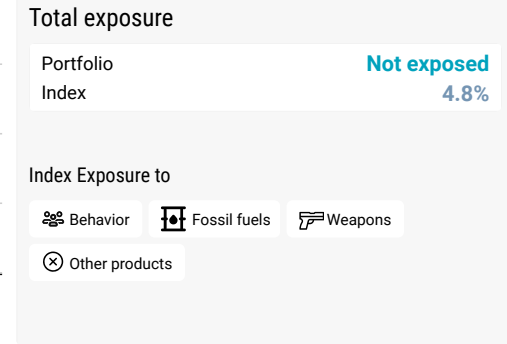 Total exposure
Portfolio Not exposed
Index 4.8%
Index Exposure to
Behavior Fossil fuels Weapons
Other products